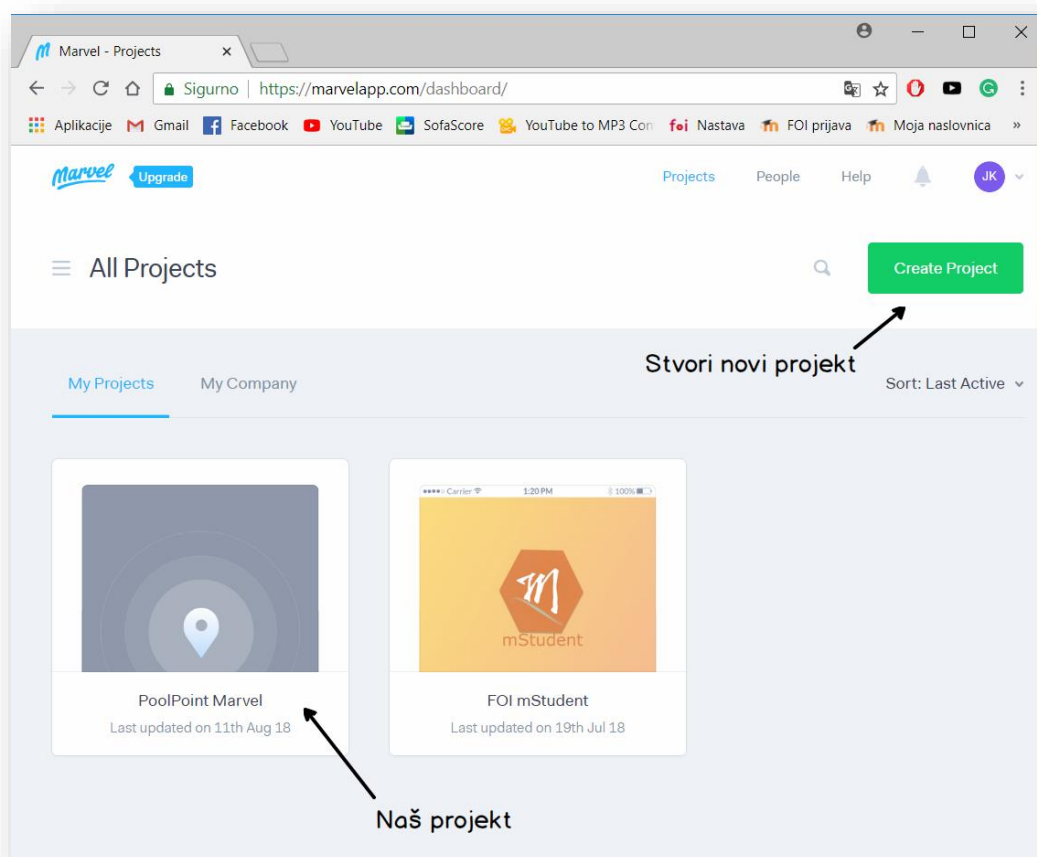 Marvel - Projects
Sigurno | https://marvelapp.com/dashboard/
Aplikacije Gmail Facebook YouTube SofaScore YouTube to MP3 Con foi Nastava FOI prijava Moja naslovnica »
Marvel Upgrade Projects People Help JK
All Projects Create Project
Stvori novi projekt
My Projects My Company Sort: Last Active
Carrier 1:20 PM 100%
M
mStudent
PoolPoint Marvel FOI mStudent
Last updated on 11th Aug 18 Last updated on 19th Jul 18
Naš projekt